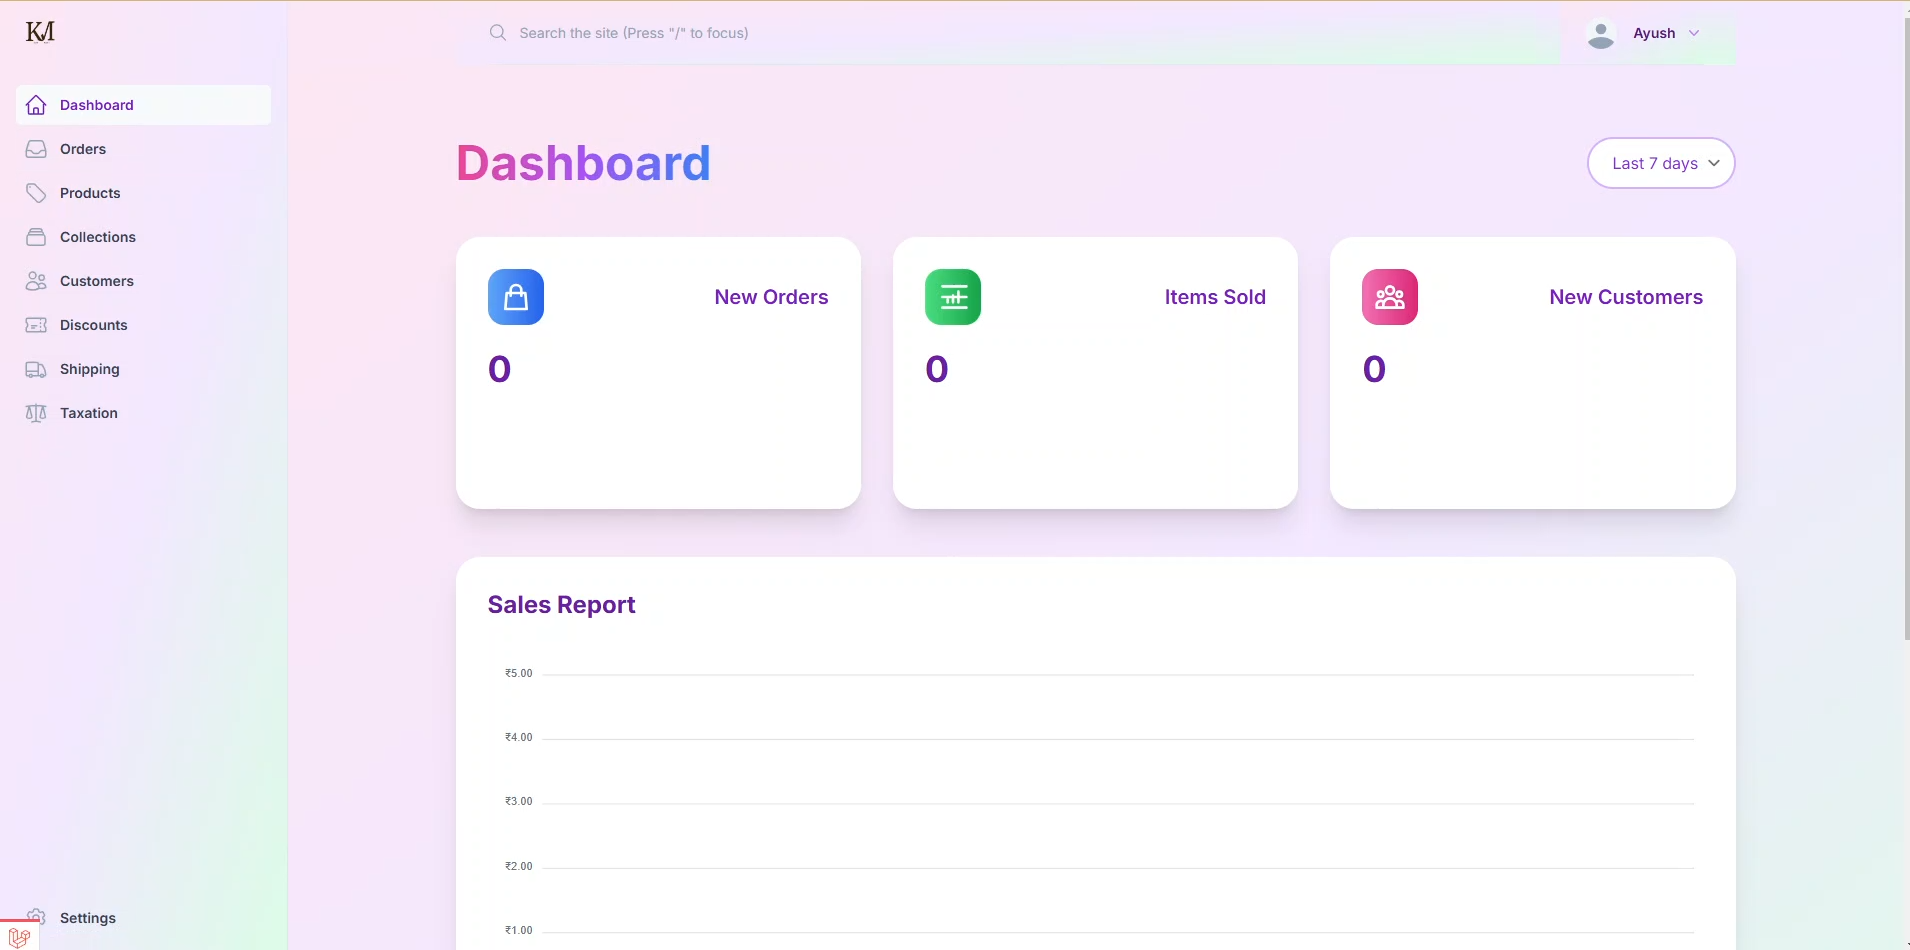 KM
Search the site (Press "/" to focus)
Ayush
Dashboard
Orders
Products
Collections
Customers
Discounts
Shipping
Taxation
Settings
Dashboard
Last 7 days
New Orders
0
Items Sold
0
New Customers
0
Sales Report
₹5.00
₹4.00
₹3.00
₹2.00
₹1.00